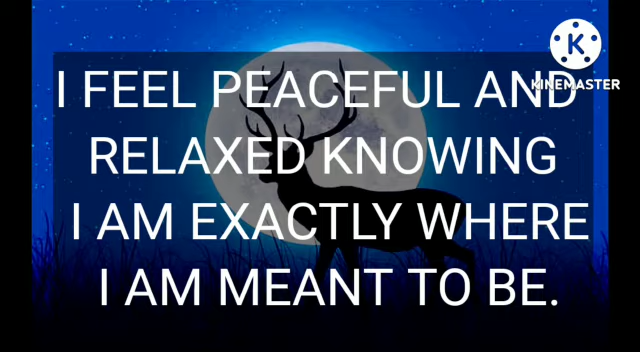 I FEEL PEACEFUL AND
RELAXED KNOWING
I AM EXACTLY WHERE
I AM MEANT TO BE.
K
KINEMASTER